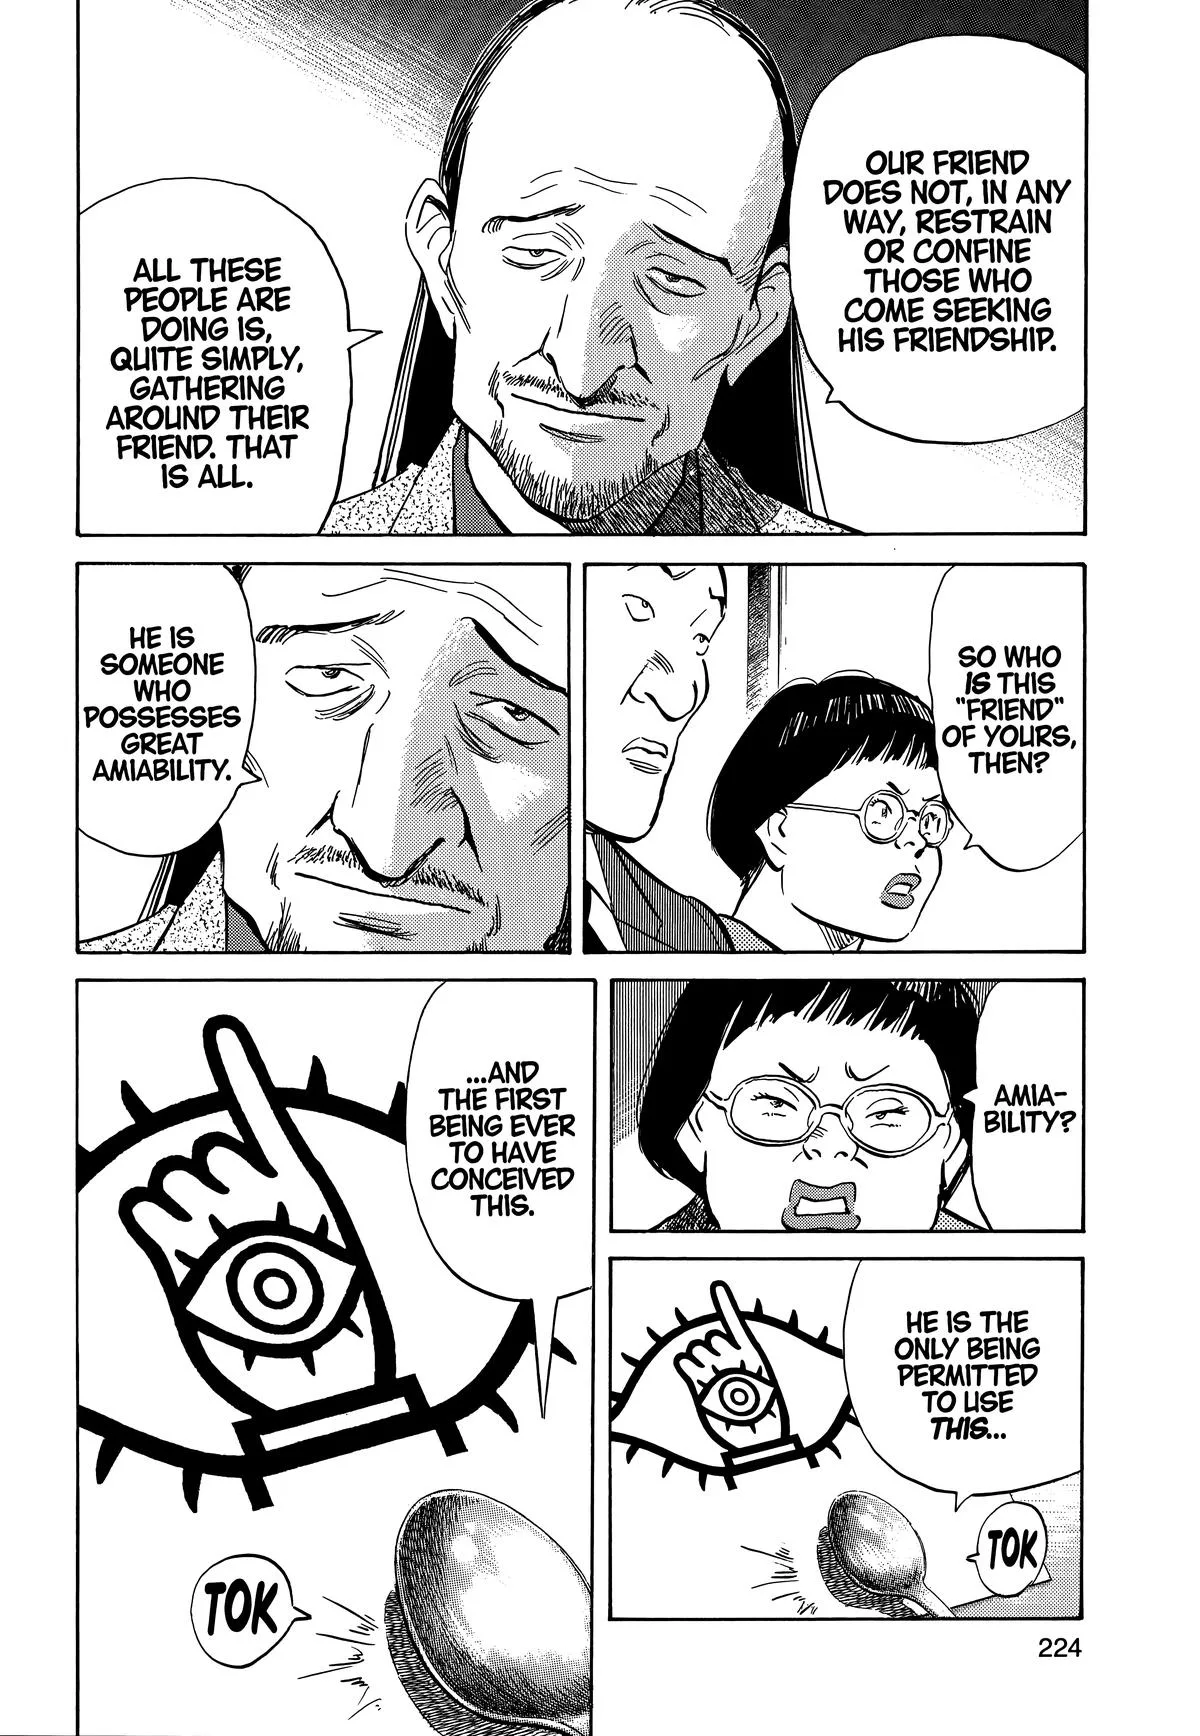 OUR FRIEND
DOES NOT, IN ANY
WAY, RESTRAIN
OR CONFINE
THOSE WHO
COME SEEKING
HIS FRIENDSHIP.
ALL THESE
PEOPLE ARE
DOING IS,
QUITE SIMPLY,
GATHERING
AROUND THEIR
FRIEND. THAT
IS ALL.
SO WHO
IS THIS
"FRIEND"
OF YOURS,
THEN?
HE IS
SOMEONE
WHO
POSSESSES
GREAT
AMIABILITY.
AMIA-
BILITY?
HE IS THE
ONLY BEING
PERMITTED
TO USE
THIS...
TOK
...AND
THE FIRST
BEING EVER
TO HAVE
CONCEIVED
THIS.
TOK
224